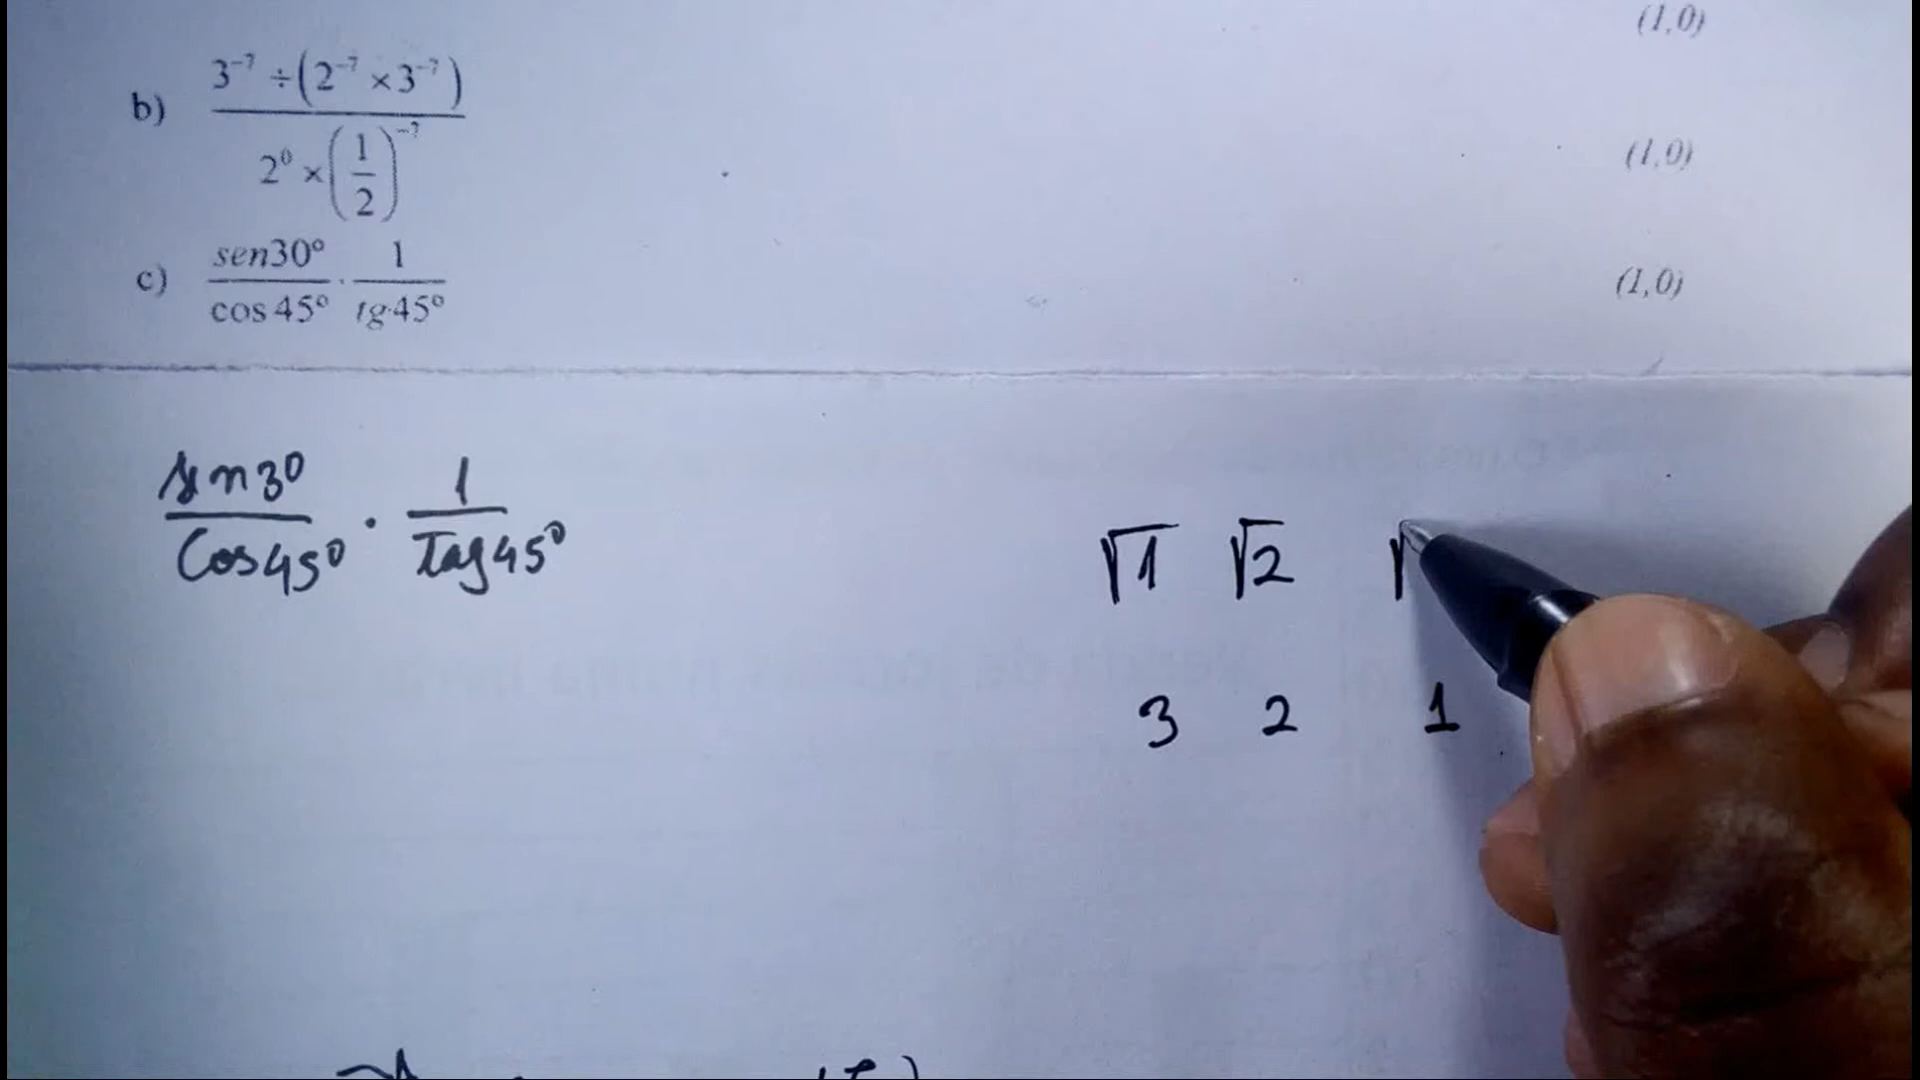 (1,0)
b) 3⁻⁷ ÷ (2⁻⁷ × 3⁻⁷) / 2⁰ × (1/2)⁻⁷ (1,0)
c) sen30° / cos 45° · 1 / tg·45° (1,0)
sin30 / Cos45° · 1 / Tag45°
√1 √2 √
3 2 1